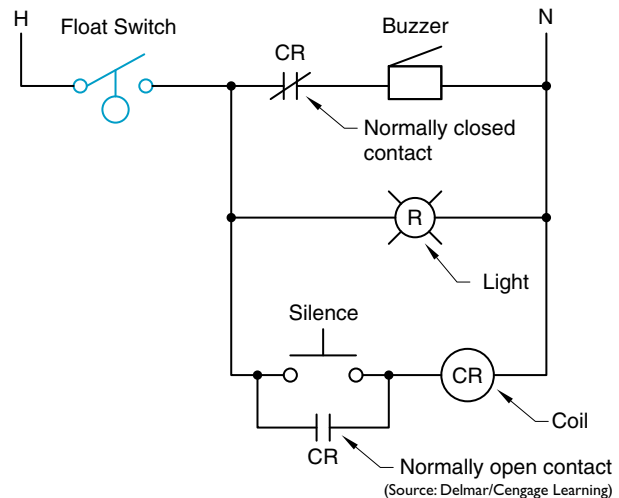 H
Float Switch
Buzzer
N
CR
Normally closed
contact
R
Light
Silence
CR
Coil
CR
Normally open contact
(Source: Delmar/Cengage Learning)